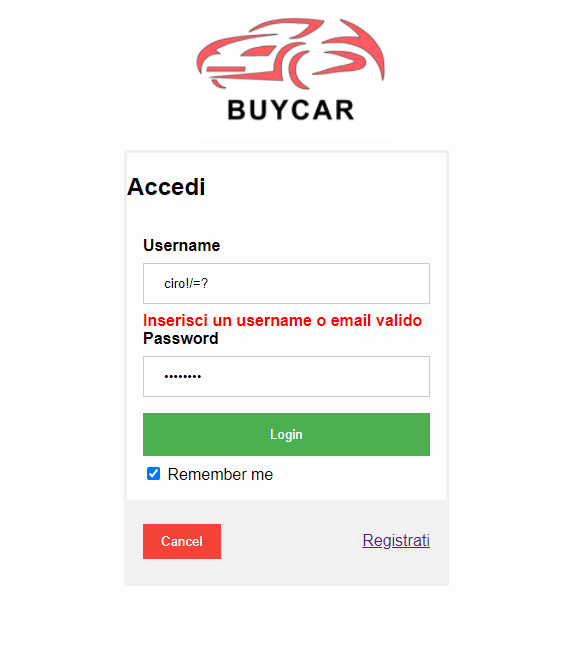 BUYCAR
Accedi
Username
ciro!/=?
Inserisci un username o email valido
Password
••••••••
Login
Remember me
Cancel
Registrati